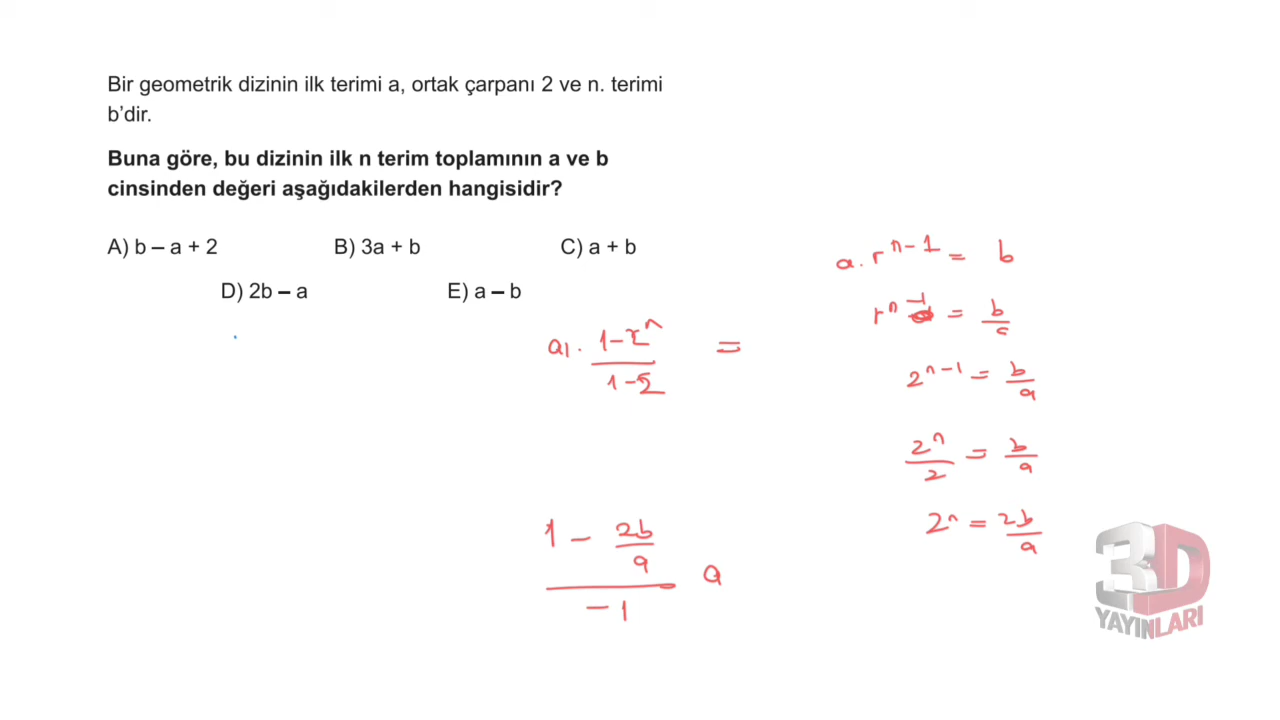 Bir geometrik dizinin ilk terimi a, ortak çarpanı 2 ve n. terimi
b'dir.
Buna göre, bu dizinin ilk n terim toplamının a ve b
cinsinden değeri aşağıdakilerden hangisidir?
A) b – a + 2 B) 3a + b C) a + b
D) 2b – a E) a – b
a . r^(n-1) = b
r^(n-1) = b/a
a1 . (1-2^n)/(1-2) =
2^(n-1) = b/a
2^n/2 = b/a
2^n = 2b/a
(1 - 2b/a)/(-1) a
3D
YAYINLARI